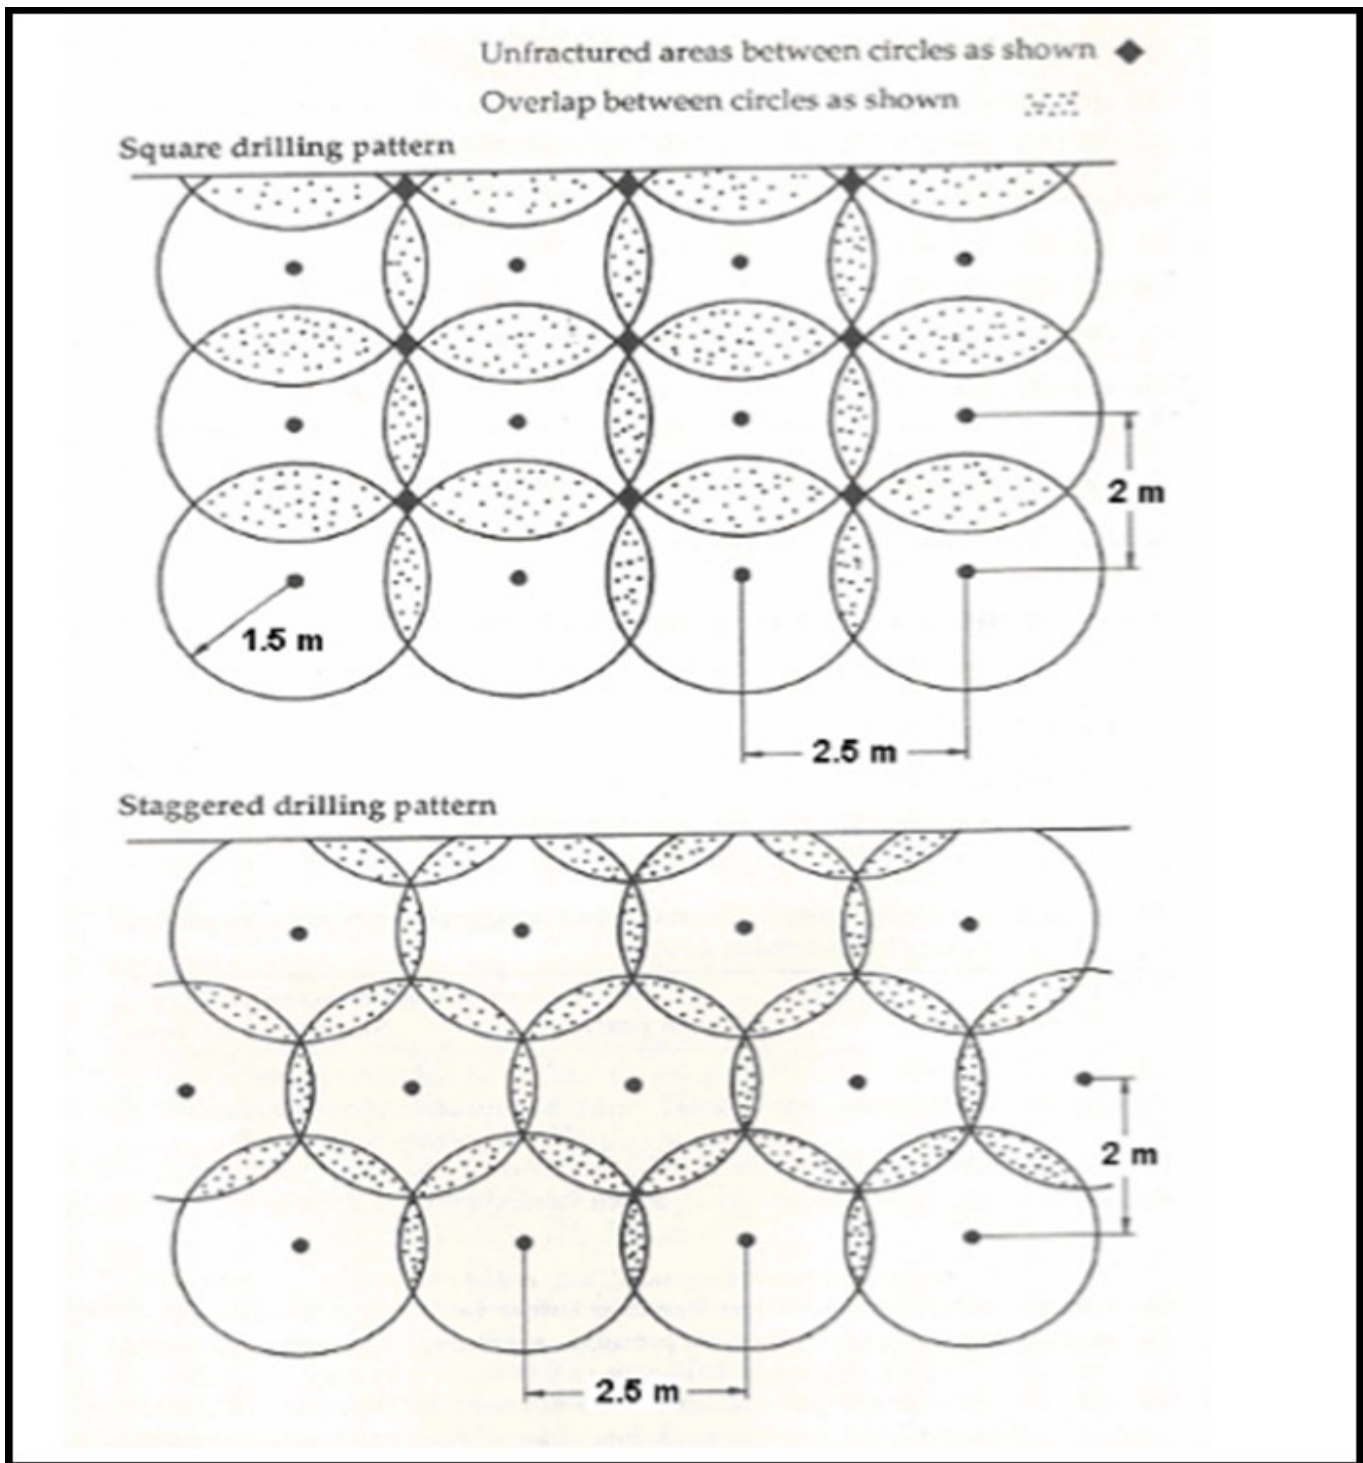 Unfractured areas between circles as shown
Overlap between circles as shown
Square drilling pattern
2 m
1.5 m
2.5 m
Staggered drilling pattern
2 m
2.5 m